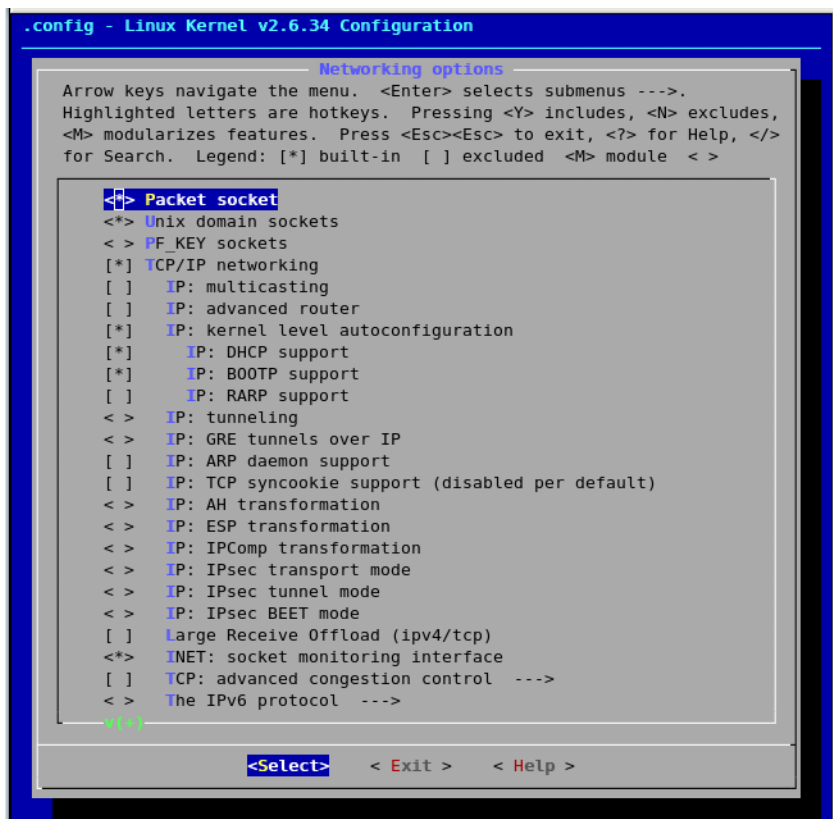 .config - Linux Kernel v2.6.34 Configuration
Networking options
Arrow keys navigate the menu.  <Enter> selects submenus --->.
Highlighted letters are hotkeys.  Pressing <Y> includes, <N> excludes,
<M> modularizes features.  Press <Esc><Esc> to exit, <?> for Help, </>
for Search.  Legend: [*] built-in  [ ] excluded  <M> module  < >
<*> Packet socket
<*> Unix domain sockets
< > PF_KEY sockets
[*] TCP/IP networking
[ ]   IP: multicasting
[ ]   IP: advanced router
[*]   IP: kernel level autoconfiguration
[*]     IP: DHCP support
[*]     IP: BOOTP support
[ ]     IP: RARP support
< >   IP: tunneling
< >   IP: GRE tunnels over IP
[ ]   IP: ARP daemon support
[ ]   IP: TCP syncookie support (disabled per default)
< >   IP: AH transformation
< >   IP: ESP transformation
< >   IP: IPComp transformation
< >   IP: IPsec transport mode
< >   IP: IPsec tunnel mode
< >   IP: IPsec BEET mode
[ ]   Large Receive Offload (ipv4/tcp)
<*>   INET: socket monitoring interface
[ ]   TCP: advanced congestion control  --->
< >   The IPv6 protocol  --->
v(+)
<Select>    < Exit >    < Help >